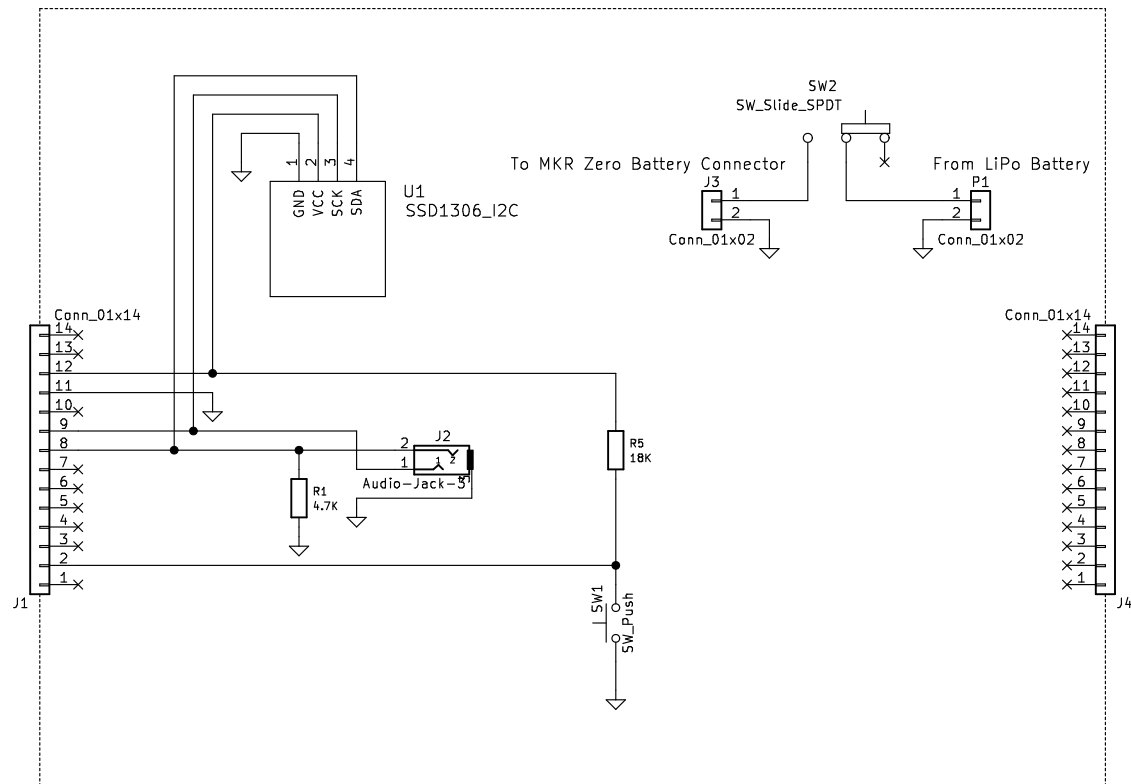 SW2
SW_Slide_SPDT
1
2
3
4
GND
VCC
SCK
SDA
U1
SSD1306_I2C
To MKR Zero Battery Connector
From LiPo Battery
J3
1
2
Conn_01x02
P1
1
2
Conn_01x02
Conn_01x14
14
13
12
11
10
9
8
7
6
5
4
3
2
1
J1
J2
2
1
1
2
3
Audio-Jack-3
R1
4.7K
R5
18K
SW1
SW_Push
Conn_01x14
14
13
12
11
10
9
8
7
6
5
4
3
2
1
J4